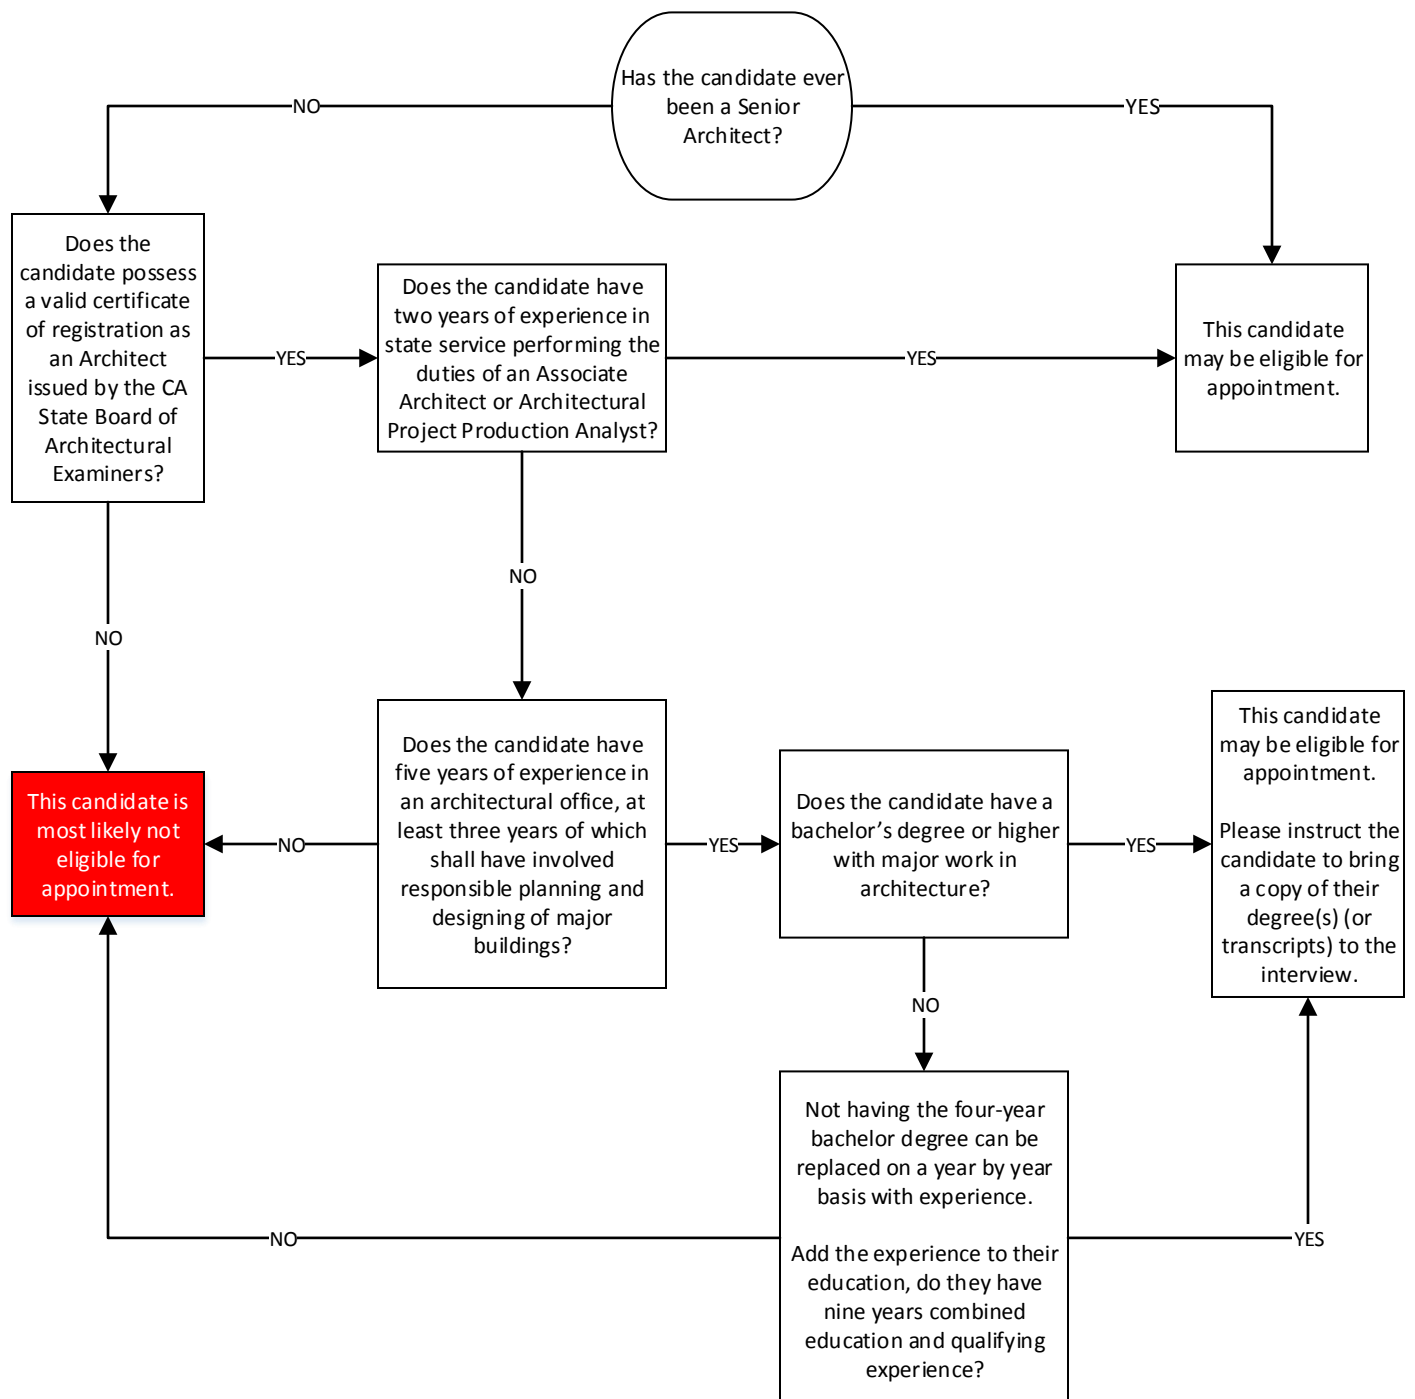 Has the candidate ever
been a Senior
Architect?
NO
YES
Does the
candidate possess
a valid certificate
of registration as
an Architect
issued by the CA
State Board of
Architectural
Examiners?
YES
Does the candidate have
two years of experience in
state service performing the
duties of an Associate
Architect or Architectural
Project Production Analyst?
YES
This candidate
may be eligible for
appointment.
NO
NO
This candidate is
most likely not
eligible for
appointment.
NO
Does the candidate have
five years of experience in
an architectural office, at
least three years of which
shall have involved
responsible planning and
designing of major
buildings?
YES
Does the candidate have a
bachelor’s degree or higher
with major work in
architecture?
YES
This candidate
may be eligible for
appointment.
Please instruct the
candidate to bring
a copy of their
degree(s) (or
transcripts) to the
interview.
NO
Not having the four-year
bachelor degree can be
replaced on a year by year
basis with experience.
Add the experience to their
education, do they have
nine years combined
education and qualifying
experience?
NO
YES